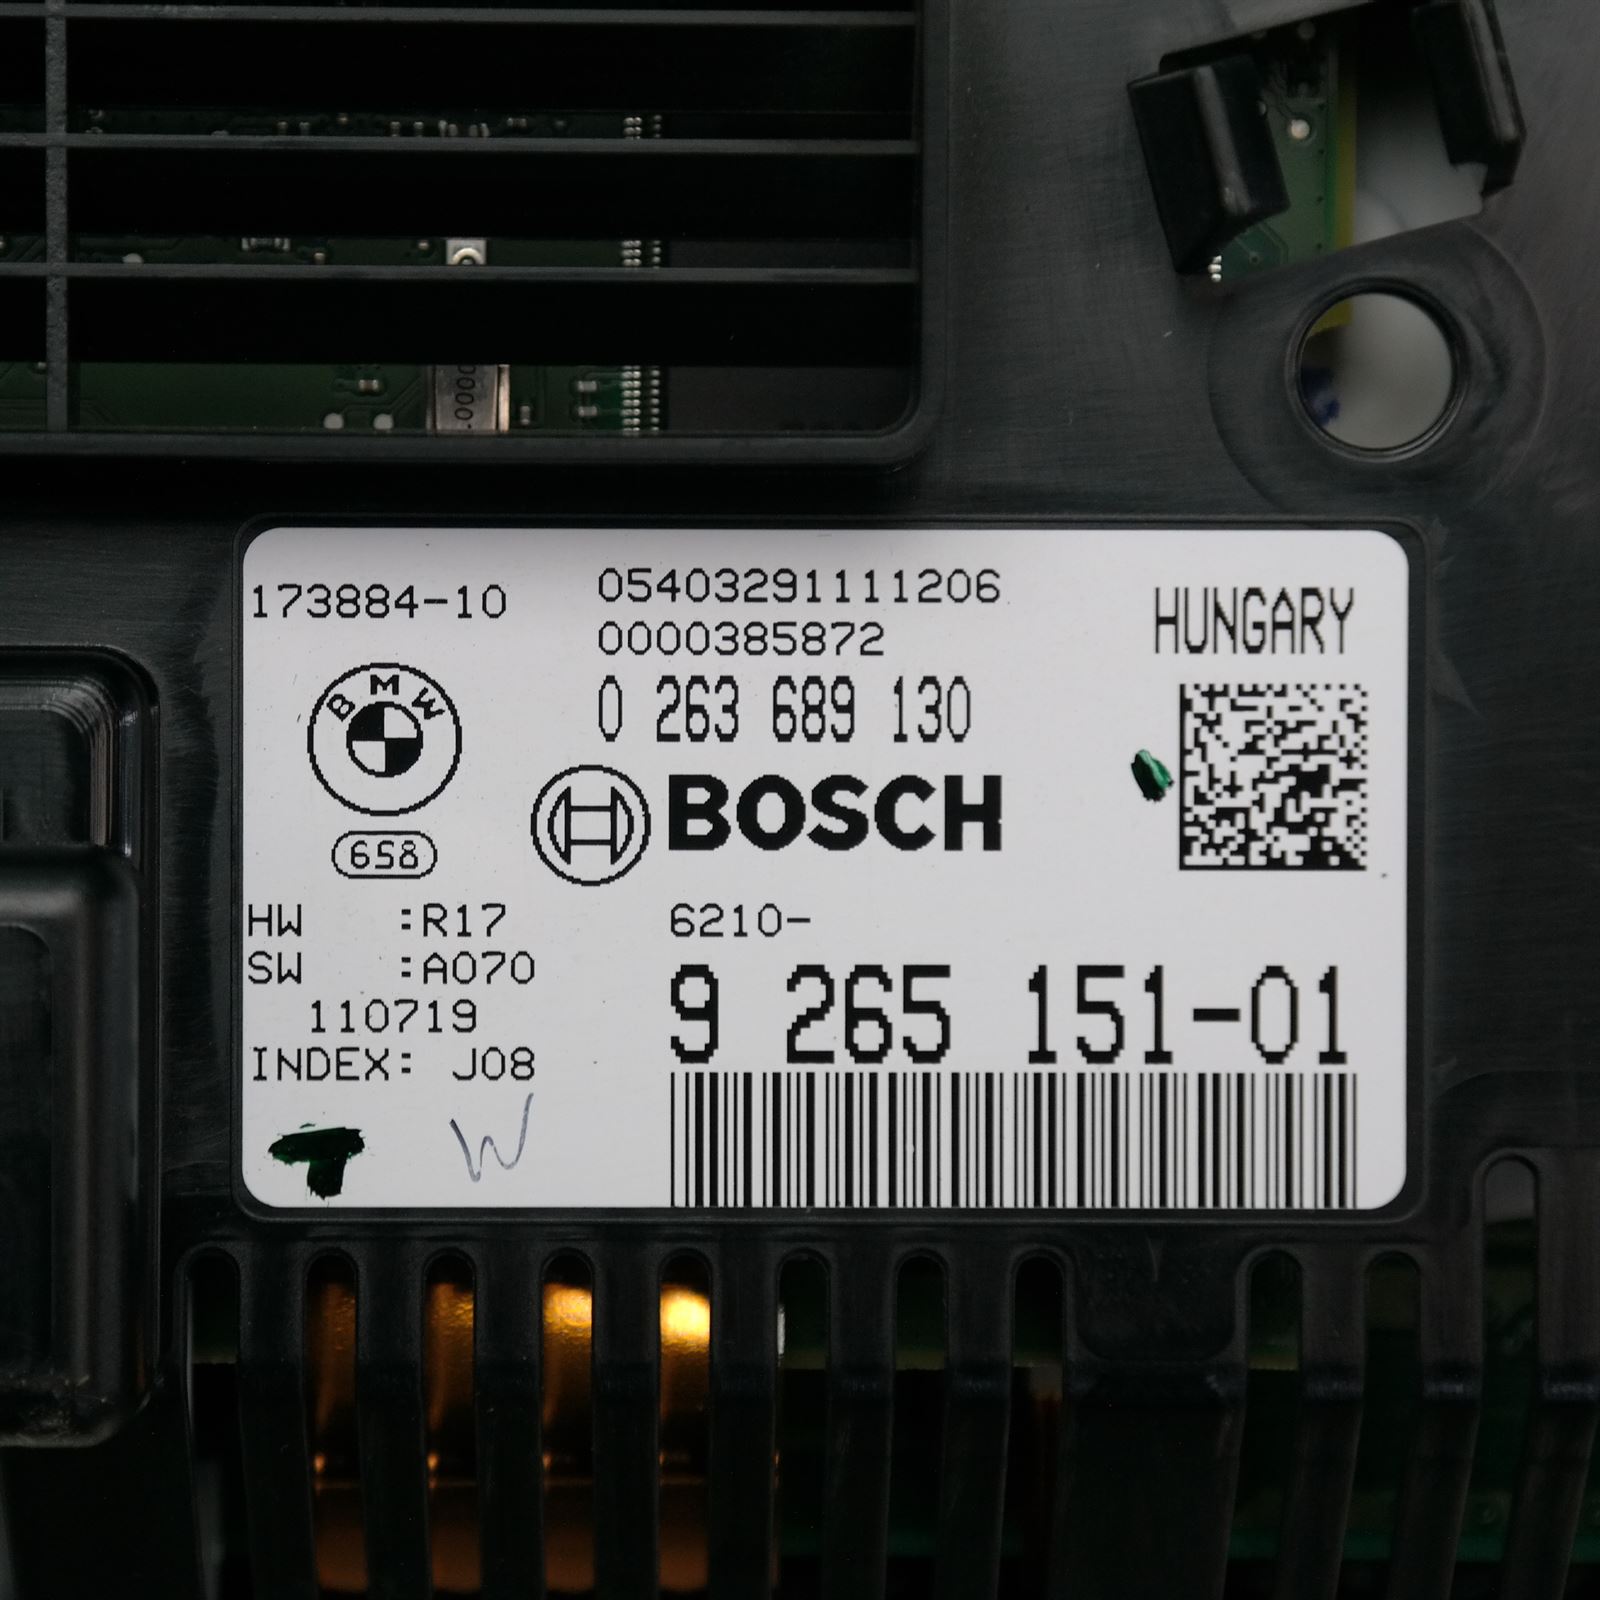 .0000
173884-10
05403291111206
0000385872
HUNGARY
0 263 689 130
BMW
BOSCH
658
HW :R17
6210-
SW :A070
9 265 151-01
110719
INDEX: J08
W